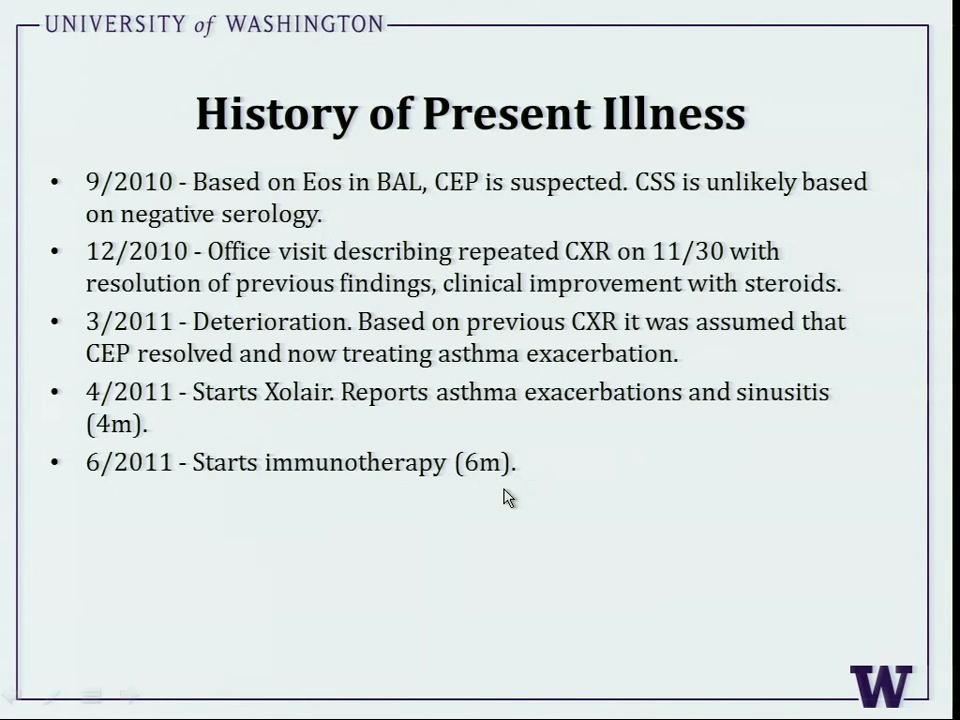 UNIVERSITY of WASHINGTON
History of Present Illness
• 9/2010 - Based on Eos in BAL, CEP is suspected. CSS is unlikely based
on negative serology.
• 12/2010 - Office visit describing repeated CXR on 11/30 with
resolution of previous findings, clinical improvement with steroids.
• 3/2011 - Deterioration. Based on previous CXR it was assumed that
CEP resolved and now treating asthma exacerbation.
• 4/2011 - Starts Xolair. Reports asthma exacerbations and sinusitis
(4m).
• 6/2011 - Starts immunotherapy (6m).
W